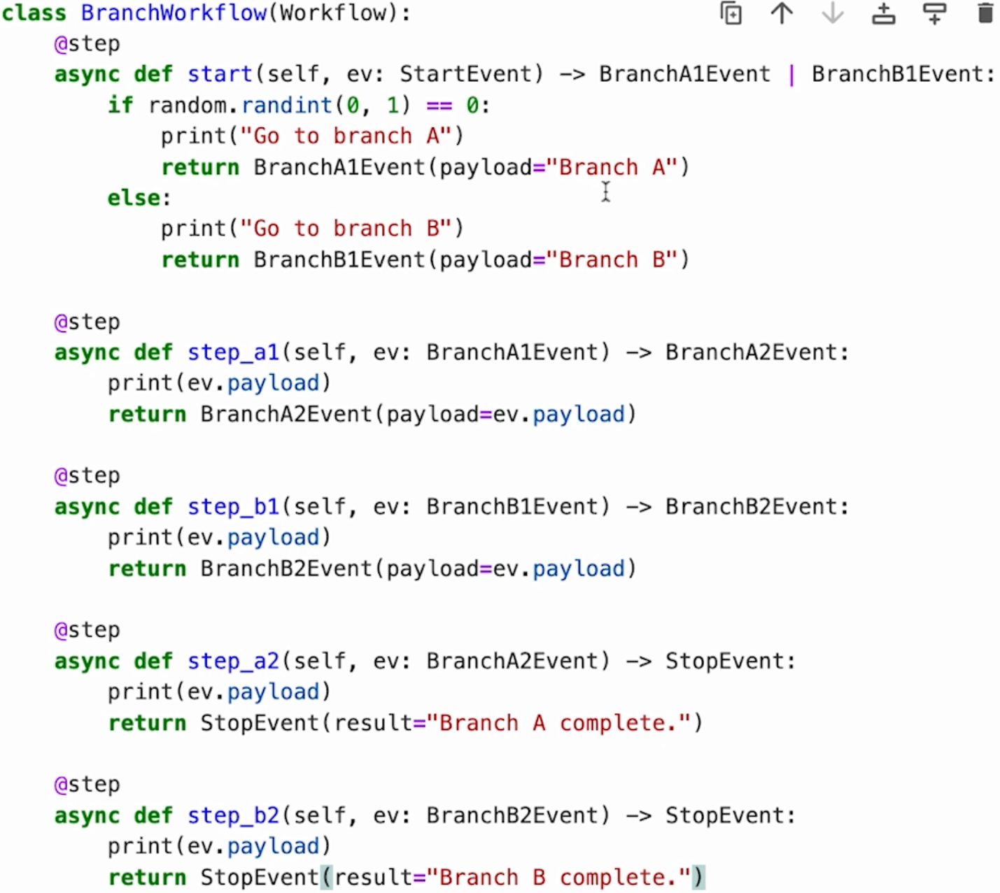 class BranchWorkflow(Workflow):
    @step
    async def start(self, ev: StartEvent) -> BranchA1Event | BranchB1Event:
        if random.randint(0, 1) == 0:
            print("Go to branch A")
            return BranchA1Event(payload="Branch A")
        else:
            print("Go to branch B")
            return BranchB1Event(payload="Branch B")

    @step
    async def step_a1(self, ev: BranchA1Event) -> BranchA2Event:
        print(ev.payload)
        return BranchA2Event(payload=ev.payload)

    @step
    async def step_b1(self, ev: BranchB1Event) -> BranchB2Event:
        print(ev.payload)
        return BranchB2Event(payload=ev.payload)

    @step
    async def step_a2(self, ev: BranchA2Event) -> StopEvent:
        print(ev.payload)
        return StopEvent(result="Branch A complete.")

    @step
    async def step_b2(self, ev: BranchB2Event) -> StopEvent:
        print(ev.payload)
        return StopEvent(result="Branch B complete.")